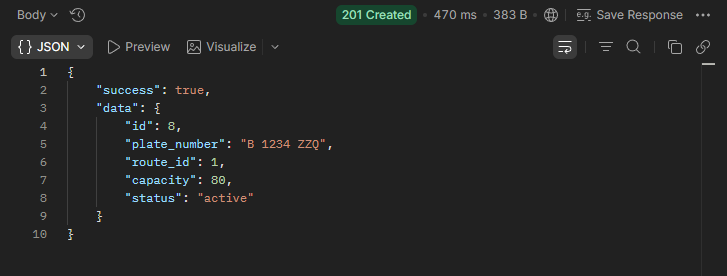 Body 201 Created • 470 ms • 383 B • e.g. Save Response •••
{} JSON Preview Visualize
1 {
2 "success": true,
3 "data": {
4 "id": 8,
5 "plate_number": "B 1234 ZZQ",
6 "route_id": 1,
7 "capacity": 80,
8 "status": "active"
9 }
10 }